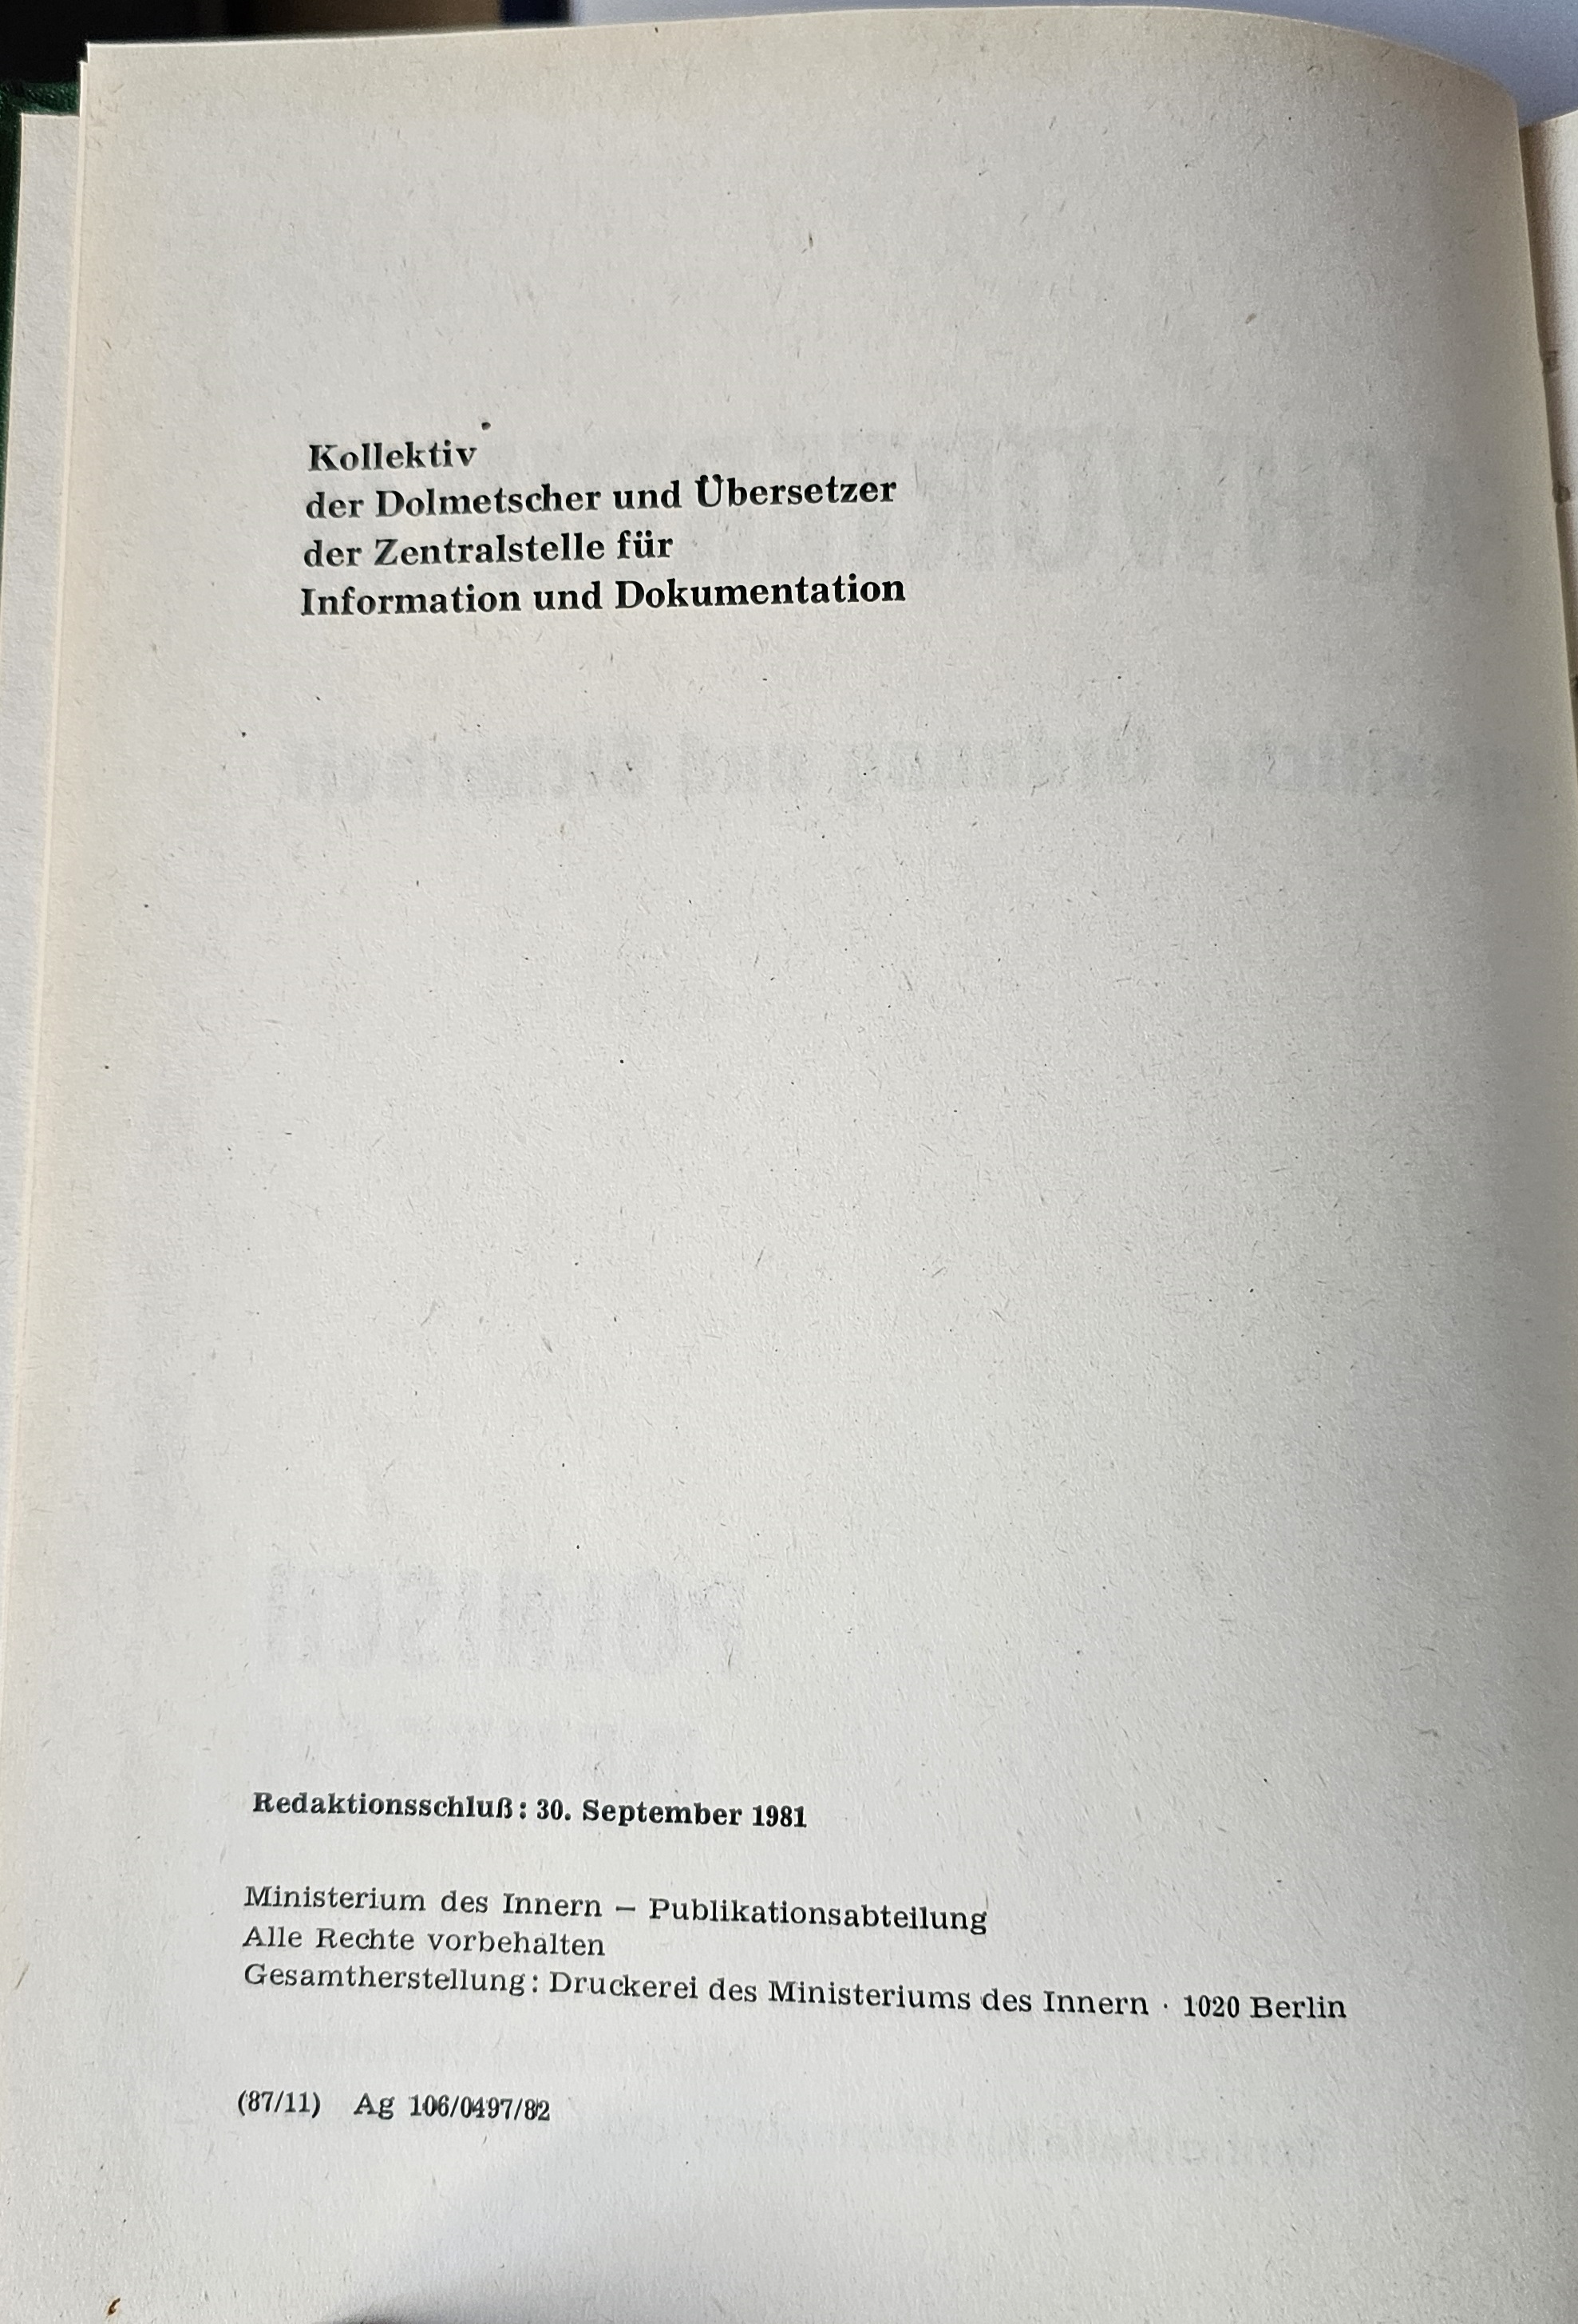 Kollektiv
der Dolmetscher und Übersetzer
der Zentralstelle für
Information und Dokumentation
Redaktionsschluß: 30. September 1981
Ministerium des Innern – Publikationsabteilung
Alle Rechte vorbehalten
Gesamtherstellung: Druckerei des Ministeriums des Innern · 1020 Berlin
(87/11) Ag 106/0497/82